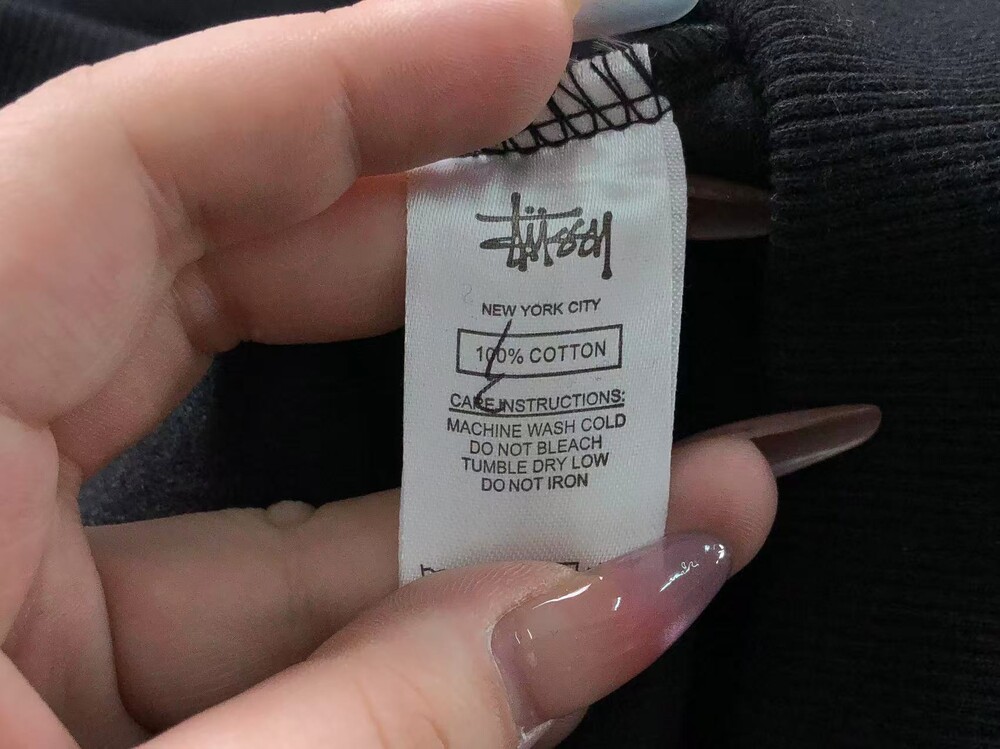 Stüssy
NEW YORK CITY
100% COTTON
CARE INSTRUCTIONS:
MACHINE WASH COLD
DO NOT BLEACH
TUMBLE DRY LOW
DO NOT IRON